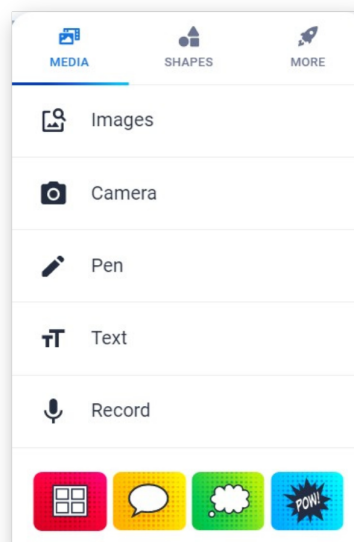 MEDIA SHAPES MORE
Images
Camera
Pen
Text
Record
POW!